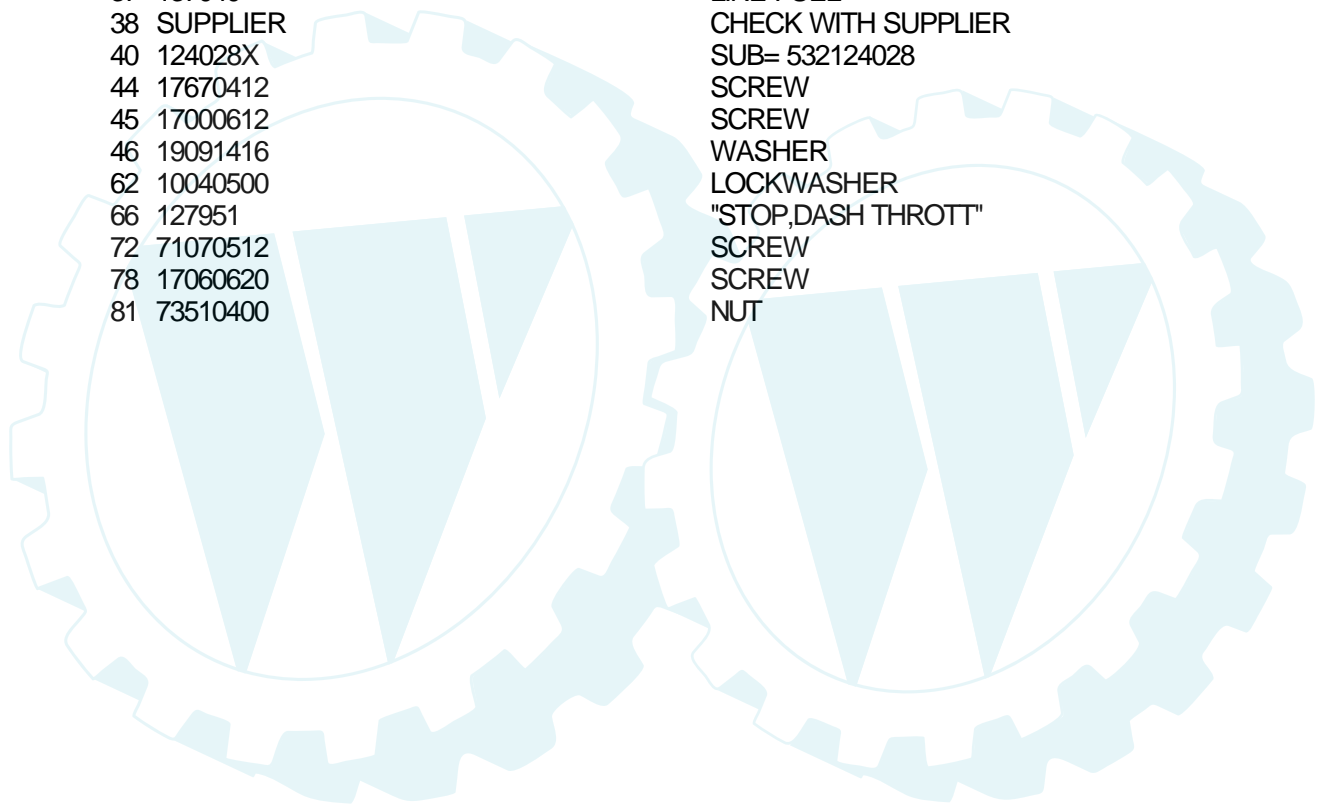 38 SUPPLIER CHECK WITH SUPPLIER
40 124028X SUB= 532124028
44 17670412 SCREW
45 17000612 SCREW
46 19091416 WASHER
62 10040500 LOCKWASHER
66 127951 "STOP,DASH THROTT"
72 71070512 SCREW
78 17060620 SCREW
81 73510400 NUT